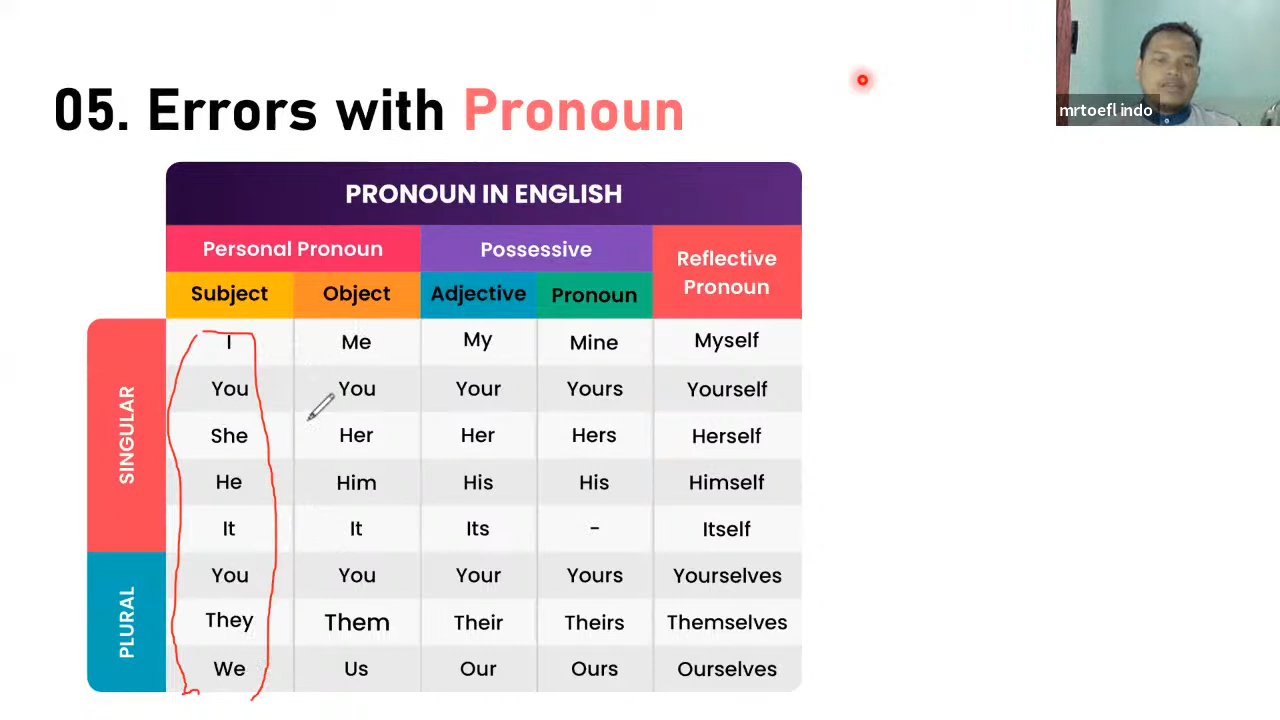 mrtoefl indo
05. Errors with Pronoun
PRONOUN IN ENGLISH
Personal Pronoun Possessive Reflective
Pronoun
Subject Object Adjective Pronoun
SINGULAR
I Me My Mine Myself
You You Your Yours Yourself
She Her Her Hers Herself
He Him His His Himself
It It Its - Itself
PLURAL
You You Your Yours Yourselves
They Them Their Theirs Themselves
We Us Our Ours Ourselves